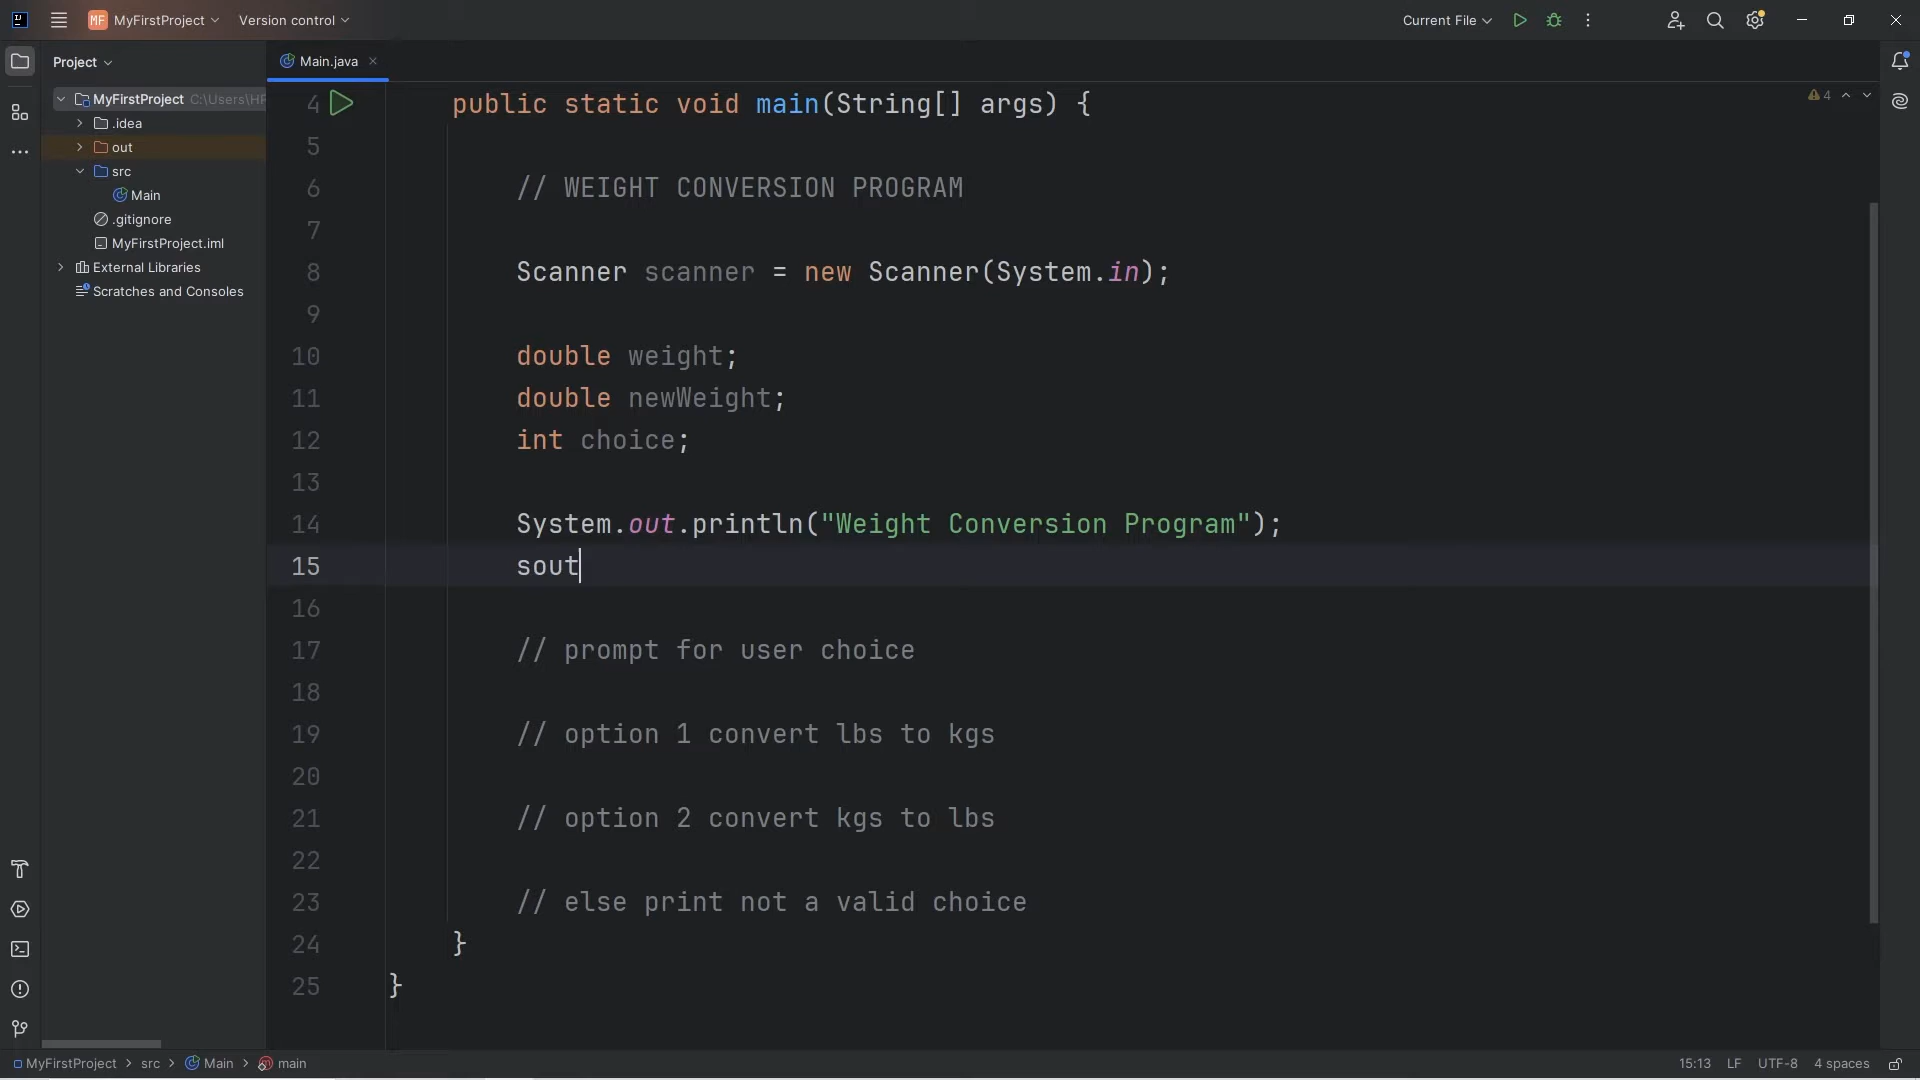 MF MyFirstProject Version control Current File
Project
Main.java
MyFirstProject C:\Users\HP
.idea
out
src
Main
.gitignore
MyFirstProject.iml
External Libraries
Scratches and Consoles
4 public static void main(String[] args) {
4
5
6 // WEIGHT CONVERSION PROGRAM
7
8 Scanner scanner = new Scanner(System.in);
9
10 double weight;
11 double newWeight;
12 int choice;
13
14 System.out.println("Weight Conversion Program");
15 sout
16
17 // prompt for user choice
18
19 // option 1 convert lbs to kgs
20
21 // option 2 convert kgs to lbs
22
23 // else print not a valid choice
24 }
25 }
MyFirstProject > src > Main > main 15:13 LF UTF-8 4 spaces